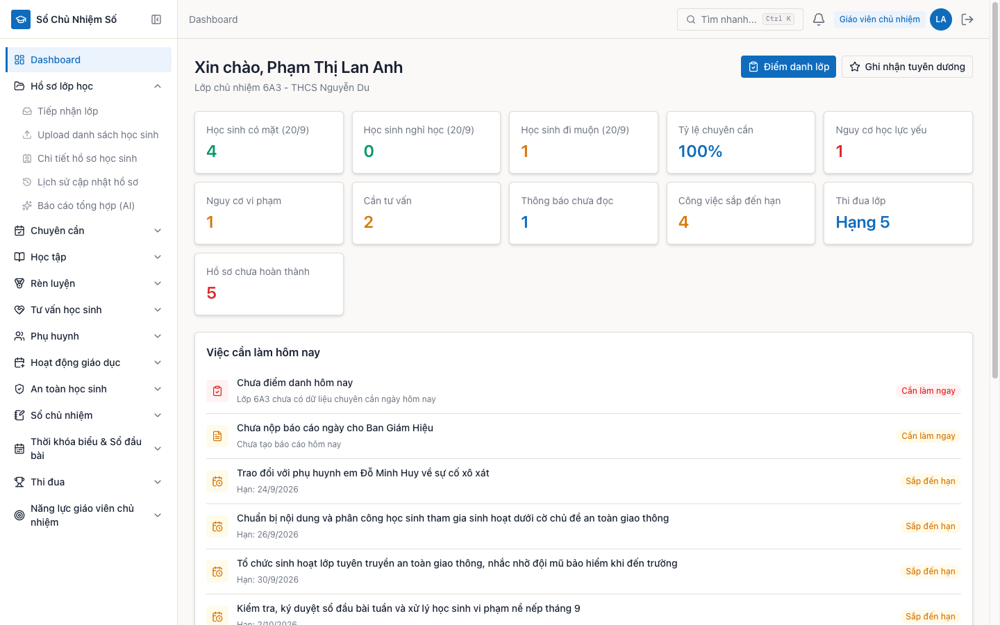 Sổ Chủ Nhiệm Số
Dashboard
Tìm nhanh... Ctrl K
Giáo viên chủ nhiệm
LA
Dashboard
Hồ sơ lớp học
Tiếp nhận lớp
Upload danh sách học sinh
Chi tiết hồ sơ học sinh
Lịch sử cập nhật hồ sơ
Báo cáo tổng hợp (AI)
Chuyên cần
Học tập
Rèn luyện
Tư vấn học sinh
Phụ huynh
Hoạt động giáo dục
An toàn học sinh
Sổ chủ nhiệm
Thời khóa biểu & Sổ đầu
bài
Thi đua
Năng lực giáo viên chủ
nhiệm
Xin chào, Phạm Thị Lan Anh
Lớp chủ nhiệm 6A3 - THCS Nguyễn Du
Điểm danh lớp
Ghi nhận tuyên dương
Học sinh có mặt (20/9)
4
Học sinh nghỉ học (20/9)
0
Học sinh đi muộn (20/9)
1
Tỷ lệ chuyên cần
100%
Nguy cơ học lực yếu
1
Nguy cơ vi phạm
1
Cần tư vấn
2
Thông báo chưa đọc
1
Công việc sắp đến hạn
4
Thi đua lớp
Hạng 5
Hồ sơ chưa hoàn thành
5
Việc cần làm hôm nay
Chưa điểm danh hôm nay
Lớp 6A3 chưa có dữ liệu chuyên cần ngày hôm nay
Cần làm ngay
Chưa nộp báo cáo ngày cho Ban Giám Hiệu
Chưa tạo báo cáo hôm nay
Cần làm ngay
Trao đổi với phụ huynh em Đỗ Minh Huy về sự cố xô xát
Hạn: 24/9/2026
Sắp đến hạn
Chuẩn bị nội dung và phân công học sinh tham gia sinh hoạt dưới cờ chủ đề an toàn giao thông
Hạn: 26/9/2026
Sắp đến hạn
Tổ chức sinh hoạt lớp tuyên truyền an toàn giao thông, nhắc nhở đội mũ bảo hiểm khi đến trường
Hạn: 30/9/2026
Sắp đến hạn
Kiểm tra, ký duyệt sổ đầu bài tuần và xử lý học sinh vi phạm nề nếp tháng 9
Hạn: 2/10/2026
Sắp đến hạn